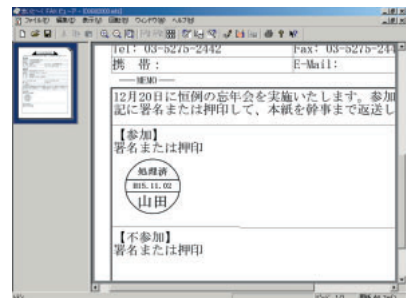 Tel: 03-5275-2442
Fax: 03-5275-244
携 帯:
E-Mail:
MEMO
12月20日に恒例の忘年会を実施いたします。参加
記に署名または押印して、本紙を幹事まで返送し
【参加】
署名または押印
処理済
H15.11.02
山田
【不参加】
署名または押印